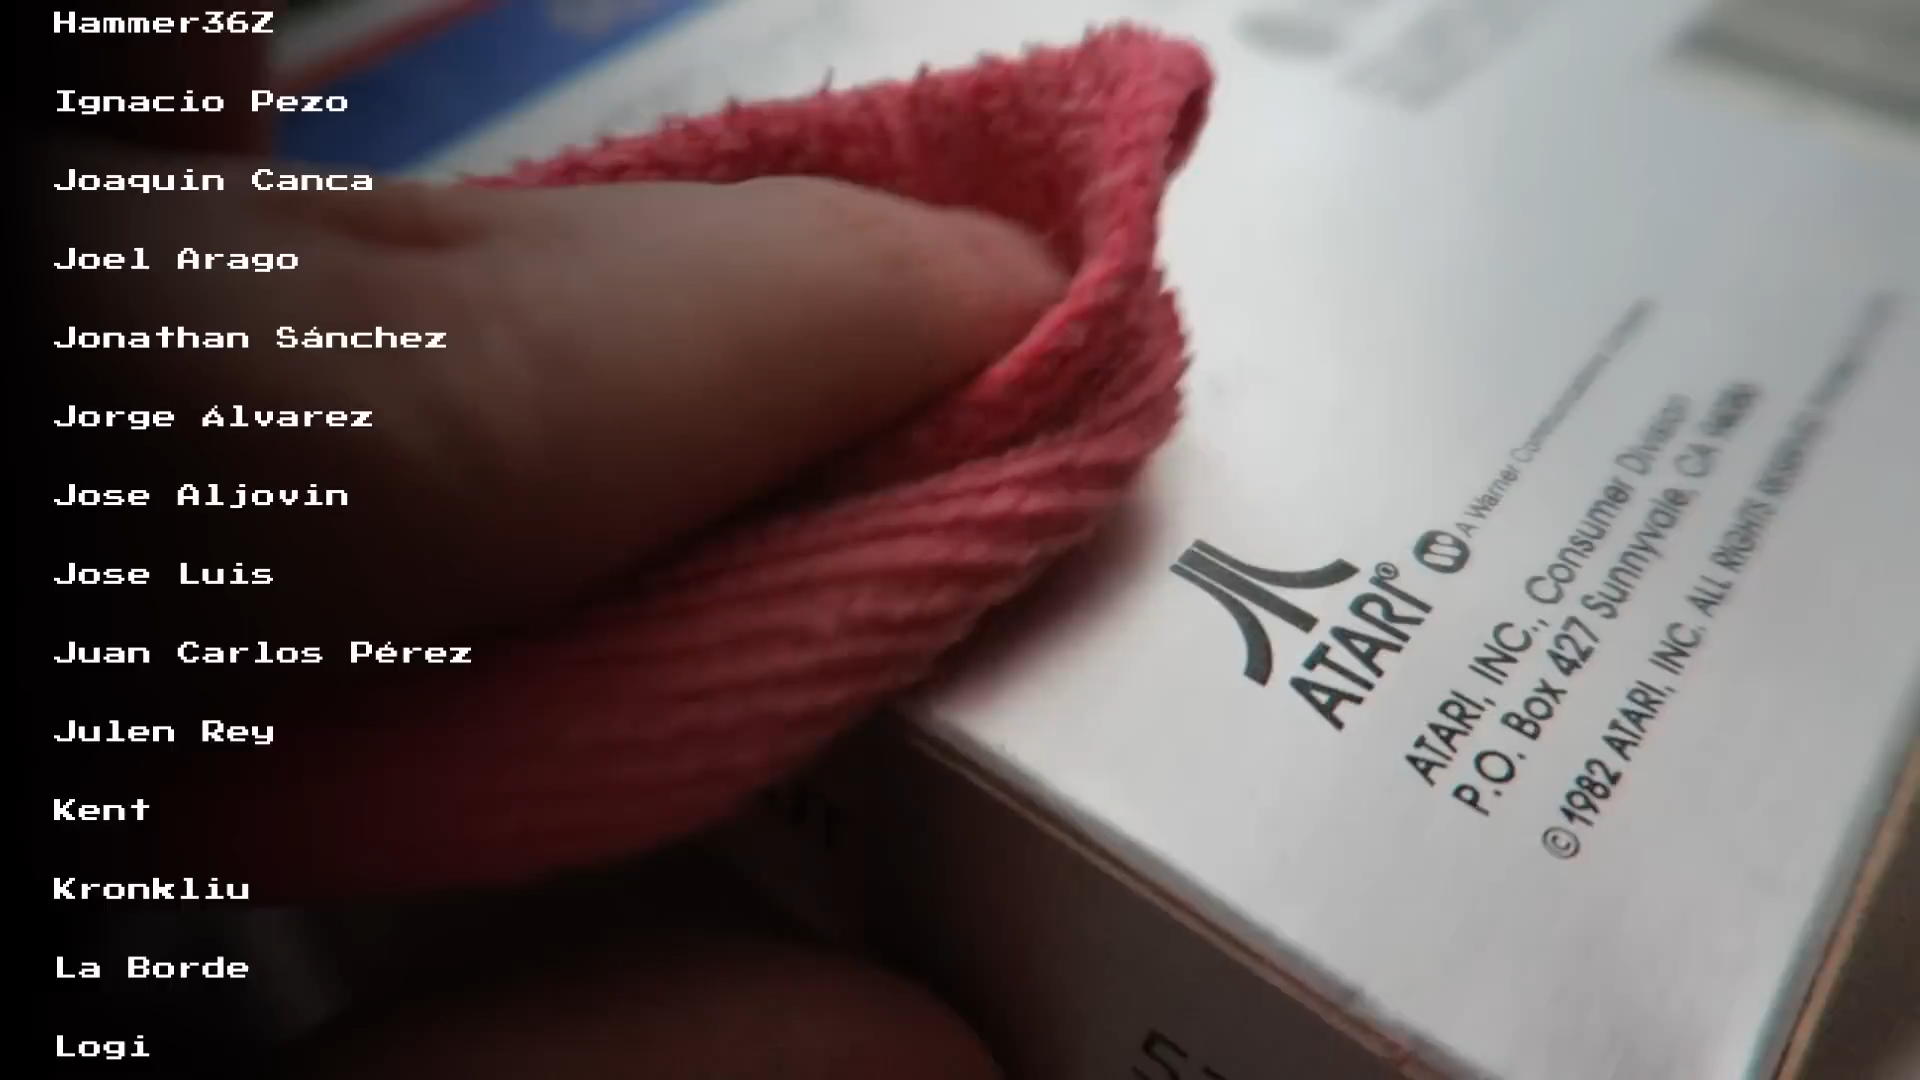 Hammer36Z
Ignacio Pezo
Joaquin Canca
Joel Arago
Jonathan Sánchez
Jorge Álvarez
Jose Aljovin
Jose Luis
Juan Carlos Pérez
Julen Rey
Kent
Kronkliu
La Borde
Logi
ATARI®
A Warner Communications Company
ATARI, INC., Consumer Division
P.O. Box 427 Sunnyvale, CA
©1982 ATARI, INC. ALL RIGHTS RESERVED